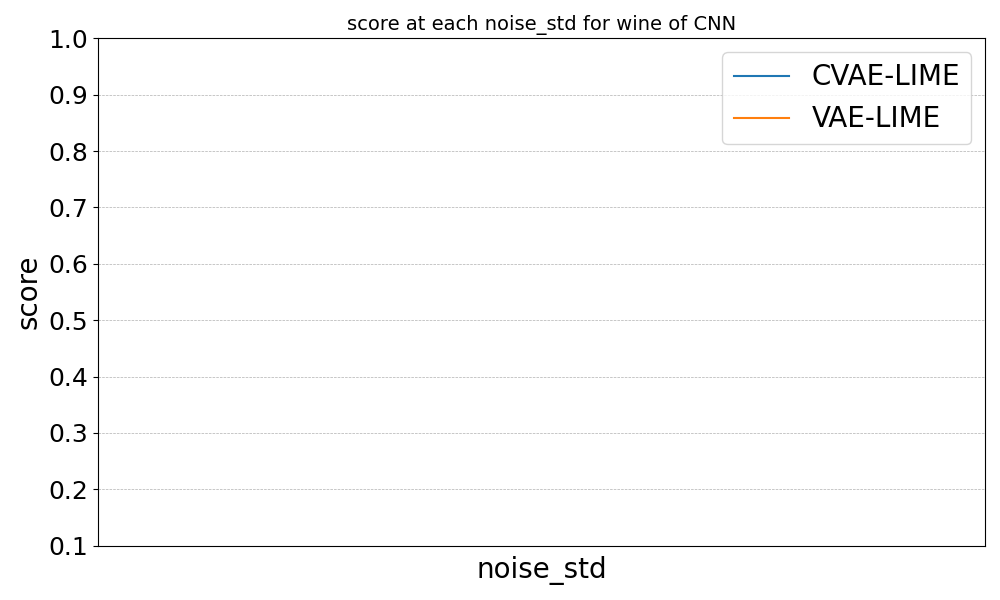 score at each noise_std for wine of CNN
1.0
0.9
0.8
0.7
0.6
0.5
0.4
0.3
0.2
0.1
score
CVAE-LIME
VAE-LIME
noise_std